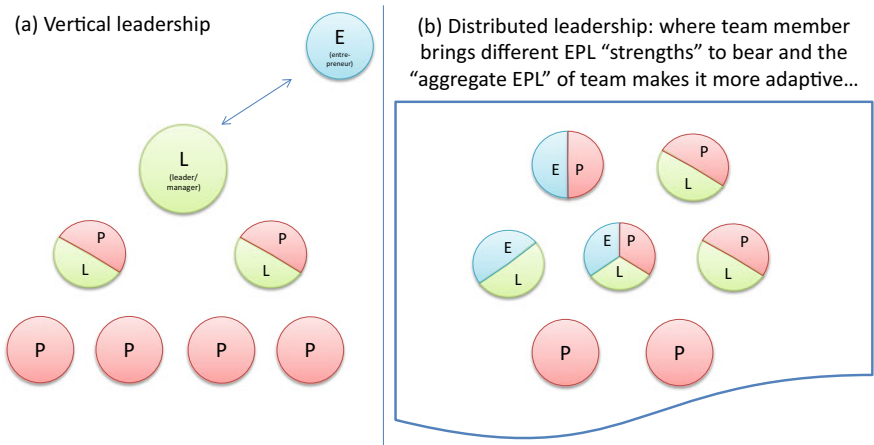 (a) Vertical leadership
E
(entre-
preneur)
L
(leader/
manager)
P
L
P
L
P
P
P
P
(b) Distributed leadership: where team member
brings different EPL “strengths” to bear and the
“aggregate EPL” of team makes it more adaptive…
E P
P
L
E
L
E P
L
P
L
P
P